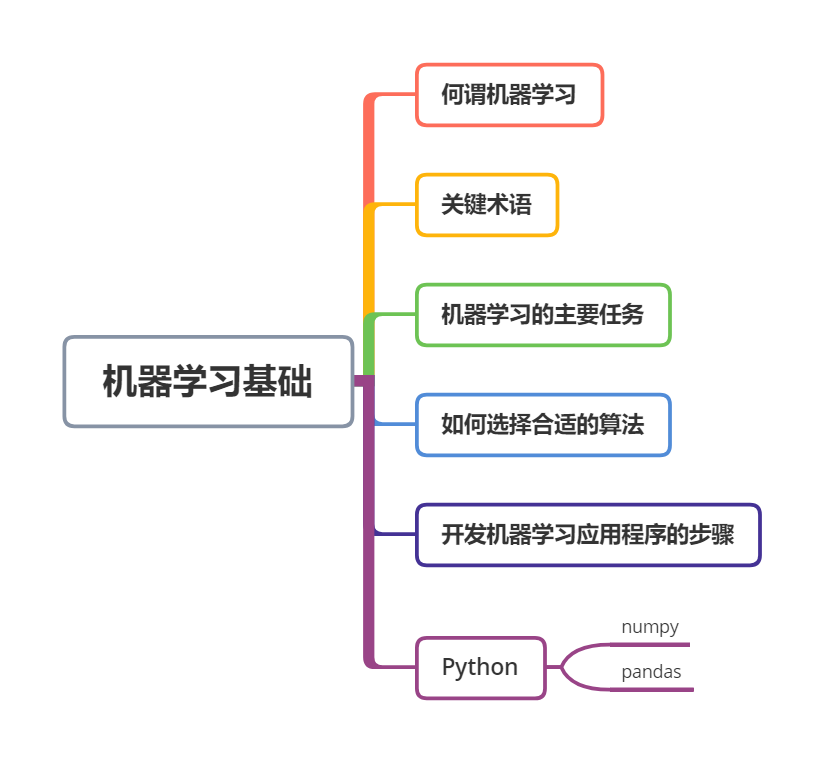 何谓机器学习
关键术语
机器学习的主要任务
机器学习基础
如何选择合适的算法
开发机器学习应用程序的步骤
numpy
Python
pandas